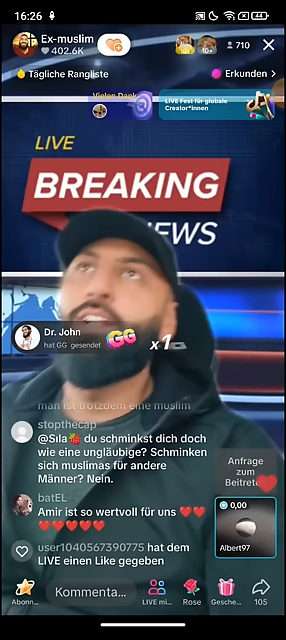 16:26
44
Ex-muslim
402.6K
710
Tägliche Rangliste
Erkunden
Vielen Dank
LIVE Fest für globale
Creator*innen
LIVE
BREAKING
NEWS
Dr. John
hat GG gesendet
GG
x1
man ist trotzdem eine muslim
stopthecap
@Sıla🍓 du schminkst dich doch
wie eine ungläubige? Schminken
sich muslimas für andere
Männer? Nein.
batEL
Amir ist so wertvoll für uns ❤️❤️
❤️❤️❤️❤️❤️❤️
user1040567390775 hat dem
LIVE einen Like gegeben
Anfrage
zum
Beitrete
0,00
Albert97
Kommenta...
Abonn...
LIVE mi...
Rose
Gesche...
105